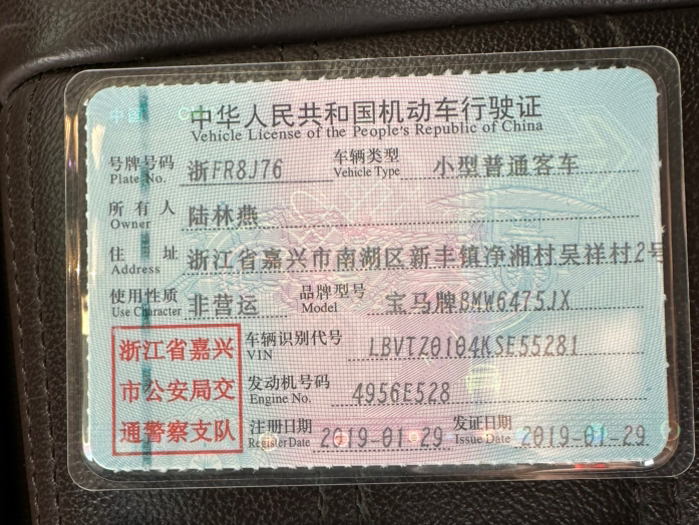 中华人民共和国机动车行驶证
Vehicle License of the People's Republic of China
号牌号码 浙FR8J76 车辆类型 小型普通客车
Plate No. Vehicle Type
所有人 陆林燕
Owner
住址 浙江省嘉兴市南湖区新丰镇净湘村吴祥村2号
Address
使用性质 非营运 品牌型号 宝马牌BMW6475JX
Use Character Model
浙江省嘉兴
市公安局交
通警察支队
车辆识别代号 LBVTZ0104KSE55281
VIN
发动机号码 4956E528
Engine No.
注册日期 2019-01-29 发证日期 2019-01-29
Register Date Issue Date